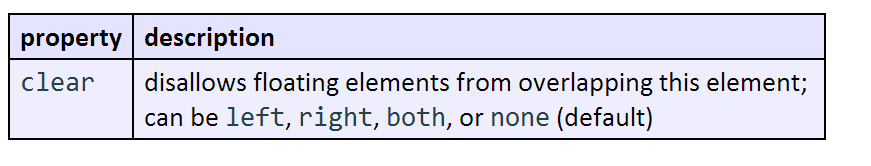 property description
clear disallows floating elements from overlapping this element;
can be left, right, both, or none (default)